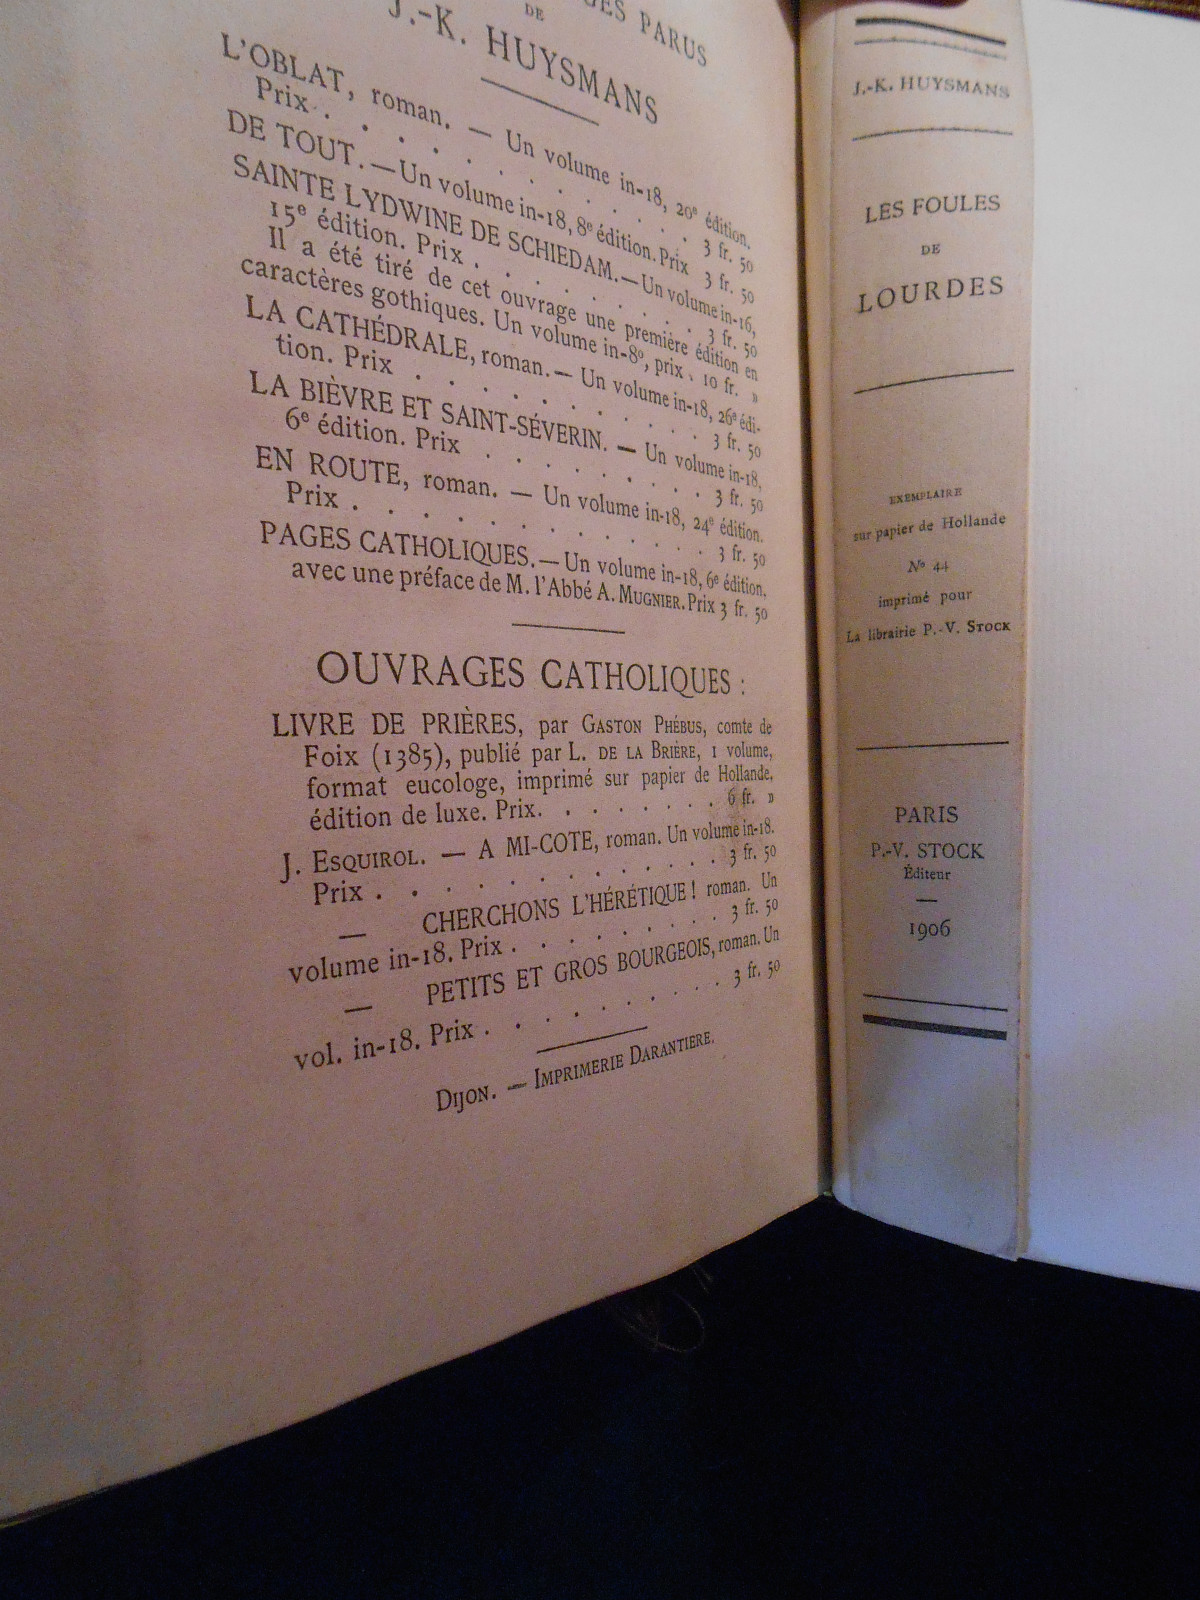 PARUS
DE
J.-K. HUYSMANS
L'OBLAT, roman. — Un volume in-18, 20e édition.
Prix . . . . . . . . . . . 3 fr. 50
DE TOUT. — Un volume in-18, 8e édition. Prix 3 fr. 50
SAINTE LYDWINE DE SCHIEDAM. — Un volume in-16,
15e édition. Prix . . . . . . . . 3 fr. 50
Il a été tiré de cet ouvrage une première édition en
caractères gothiques. Un volume in-8o, prix. 10 fr. »
LA CATHÉDRALE, roman. — Un volume in-18, 26e édi-
tion. Prix . . . . . . . . . . 3 fr. 50
LA BIÈVRE ET SAINT-SÉVERIN. — Un volume in-18,
6e édition. Prix . . . . . . . . 3 fr. 50
EN ROUTE, roman. — Un volume in-18, 24e édition.
Prix . . . . . . . . . . . 3 fr. 50
PAGES CATHOLIQUES. — Un volume in-18, 6e édition,
avec une préface de M. l'Abbé A. MUGNIER. Prix 3 fr. 50
OUVRAGES CATHOLIQUES :
LIVRE DE PRIÈRES, par GASTON PHÉBUS, comte de
Foix (1385), publié par L. DE LA BRIÈRE, 1 volume,
format eucologe, imprimé sur papier de Hollande,
édition de luxe. Prix. . . . . . . 6 fr. »
J. ESQUIROL. — A MI-COTE, roman. Un volume in-18.
Prix . . . . . . . . . . . 3 fr. 50
— CHERCHONS L'HÉRÉTIQUE ! roman. Un
volume in-18. Prix . . . . . . . . 3 fr. 50
— PETITS ET GROS BOURGEOIS, roman. Un
vol. in-18. Prix . . . . . . . . 3 fr. 50
DIJON. — IMPRIMERIE DARANTIERE.
J.-K. HUYSMANS
LES FOULES
DE
LOURDES
EXEMPLAIRE
sur papier de Hollande
No 44
imprimé pour
La librairie P.-V. STOCK
PARIS
P.-V. STOCK
Éditeur
1906